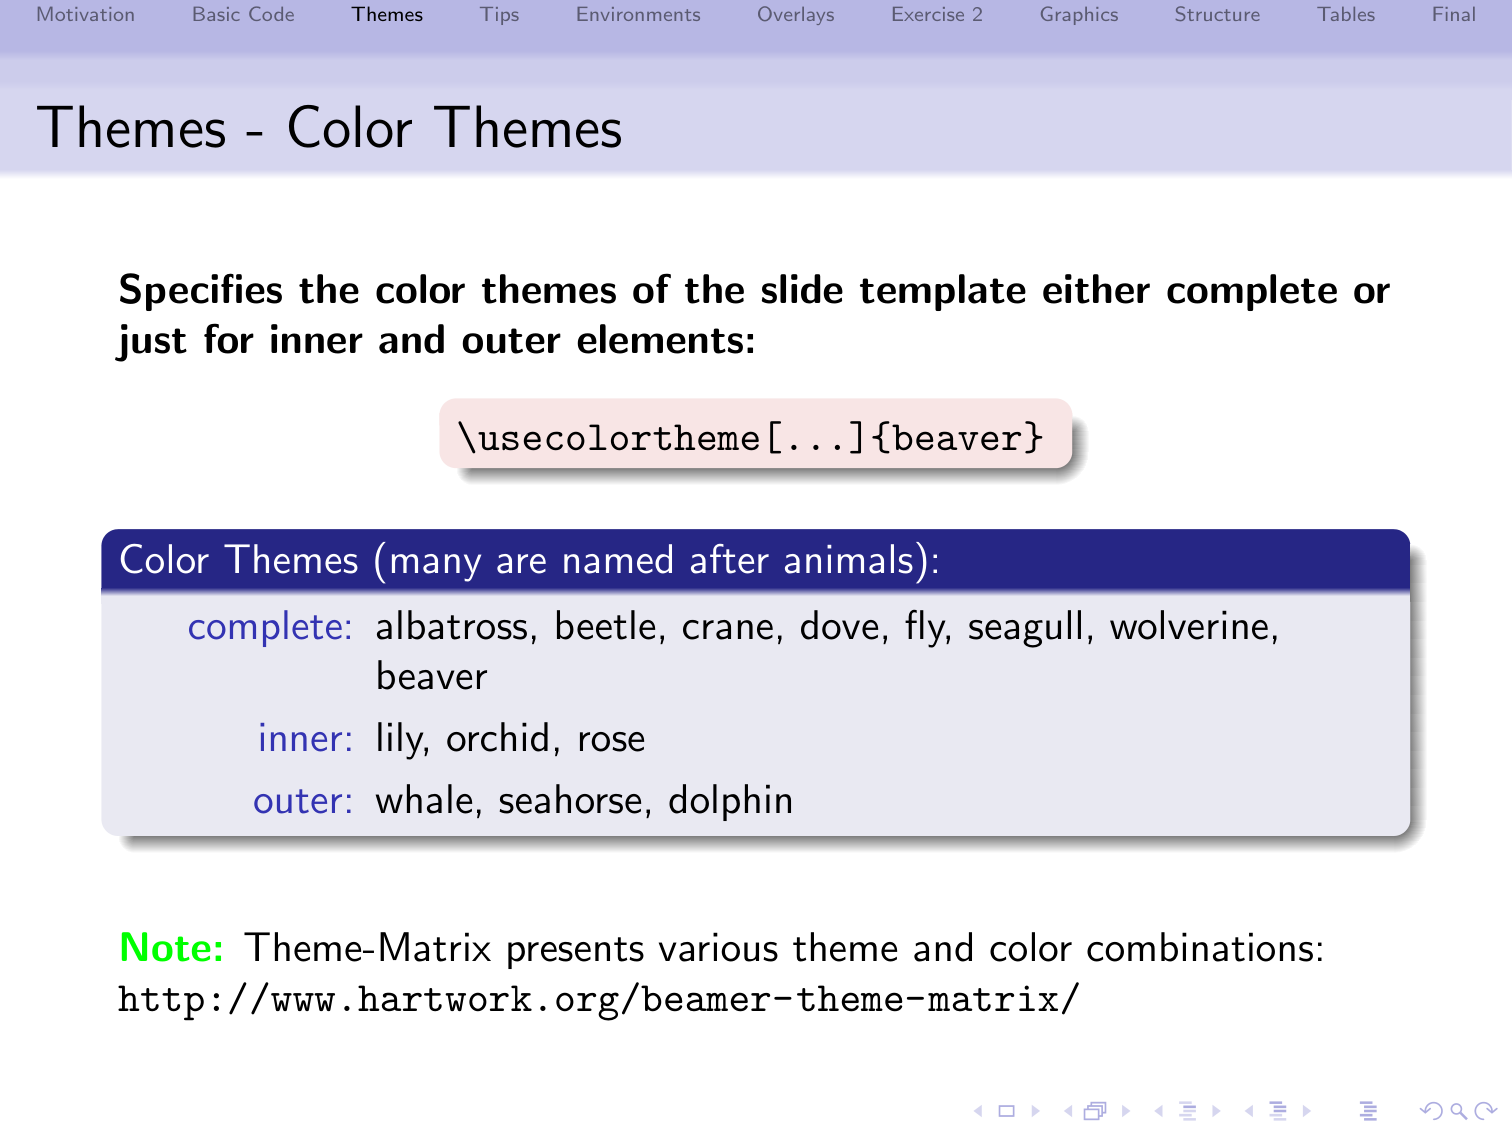 Motivation Basic Code Themes Tips Environments Overlays Exercise 2 Graphics Structure Tables Final
Themes - Color Themes
Specifies the color themes of the slide template either complete or
just for inner and outer elements:
\usecolortheme[...]{beaver}
Color Themes (many are named after animals):
complete: albatross, beetle, crane, dove, fly, seagull, wolverine,
beaver
inner: lily, orchid, rose
outer: whale, seahorse, dolphin
Note: Theme-Matrix presents various theme and color combinations:
http://www.hartwork.org/beamer-theme-matrix/